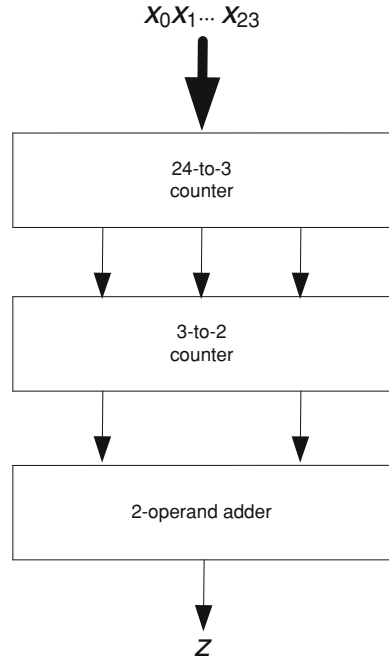 x₀x₁... x₂₃
24-to-3
counter
3-to-2
counter
2-operand adder
z